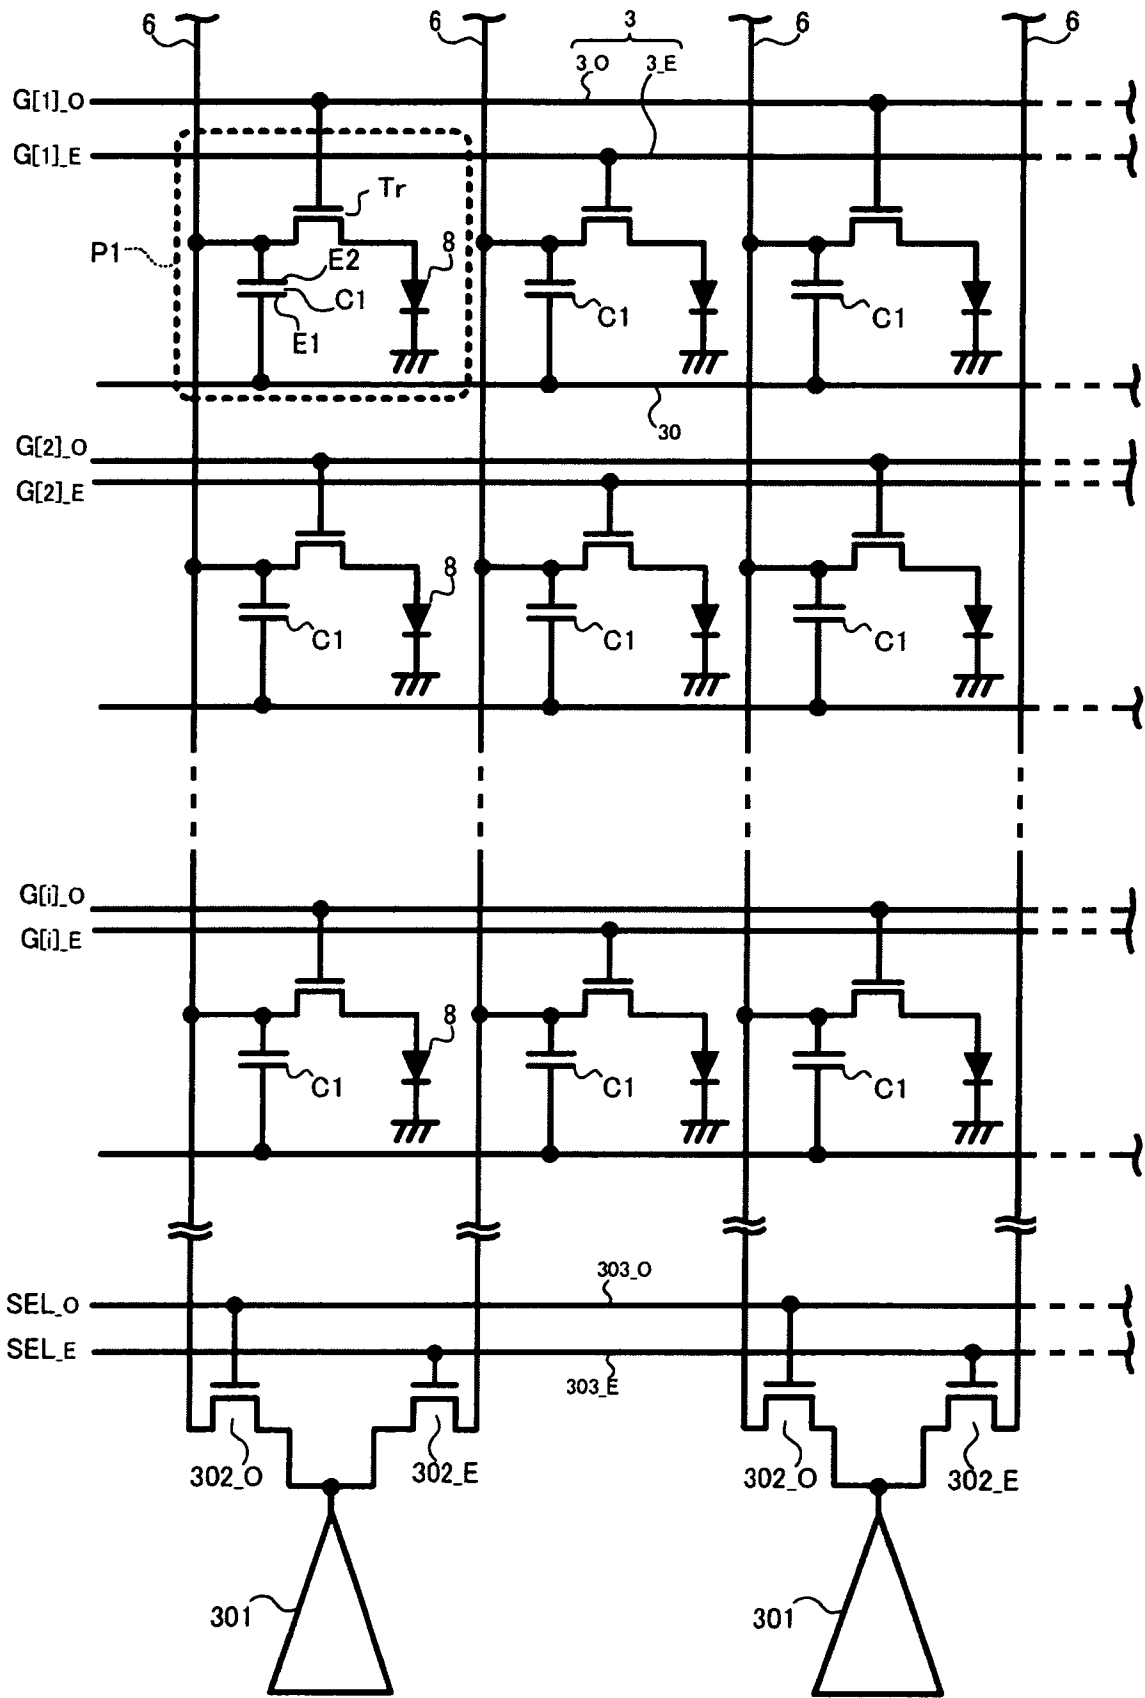 6 6 3 6 6
3_O 3_E
G[1]_O
G[1]_E
Tr
P1 E2 8
C1
E1 C1 C1
30
G[2]_O
G[2]_E
8
C1 C1 C1
G[i]_O
G[i]_E
8
C1 C1 C1
303_O
SEL_O
SEL_E
303_E
302_O 302_E 302_O 302_E
301 301